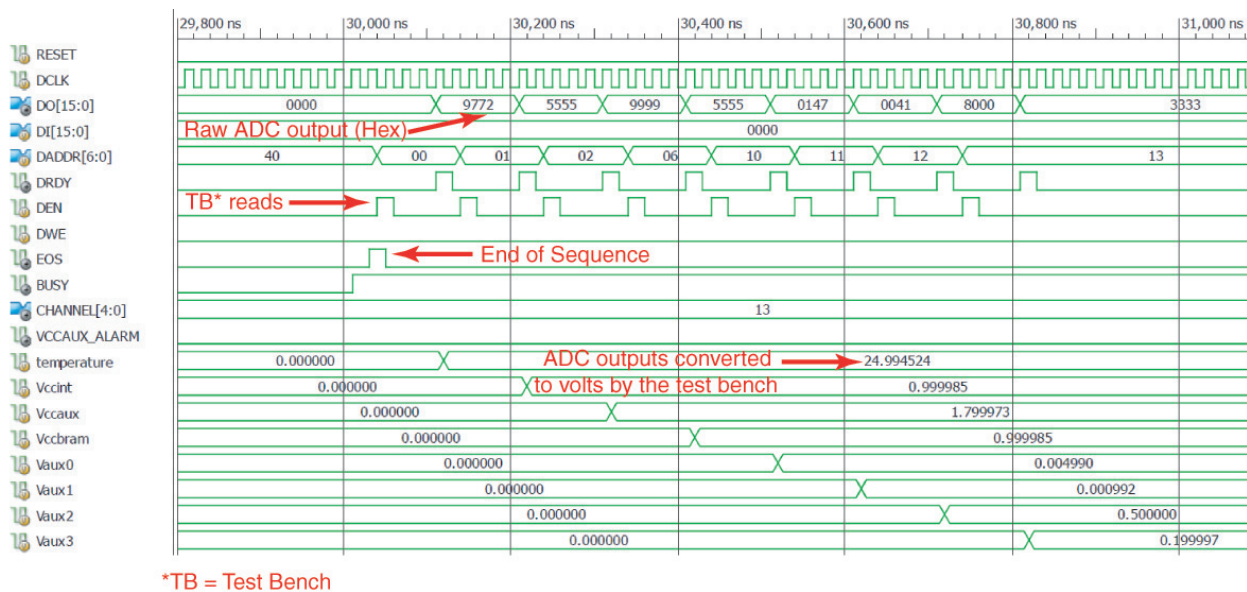 29,800 ns 30,000 ns 30,200 ns 30,400 ns 30,600 ns 30,800 ns 31,000 ns
RESET
DCLK
DO[15:0] 0000 9772 5555 9999 5555 0147 0041 8000 3333
Raw ADC output (Hex)
DI[15:0] 0000
DADDR[6:0] 40 00 01 02 06 10 11 12 13
DRDY
TB* reads
DEN
DWE
EOS End of Sequence
BUSY
CHANNEL[4:0] 13
VCCAUX_ALARM
temperature 0.000000 ADC outputs converted 24.994524
Vccint 0.000000 to volts by the test bench 0.999985
Vccaux 0.000000 1.799973
Vccbram 0.000000 0.999985
Vaux0 0.000000 0.004990
Vaux1 0.000000 0.000992
Vaux2 0.000000 0.500000
Vaux3 0.000000 0.199997
*TB = Test Bench